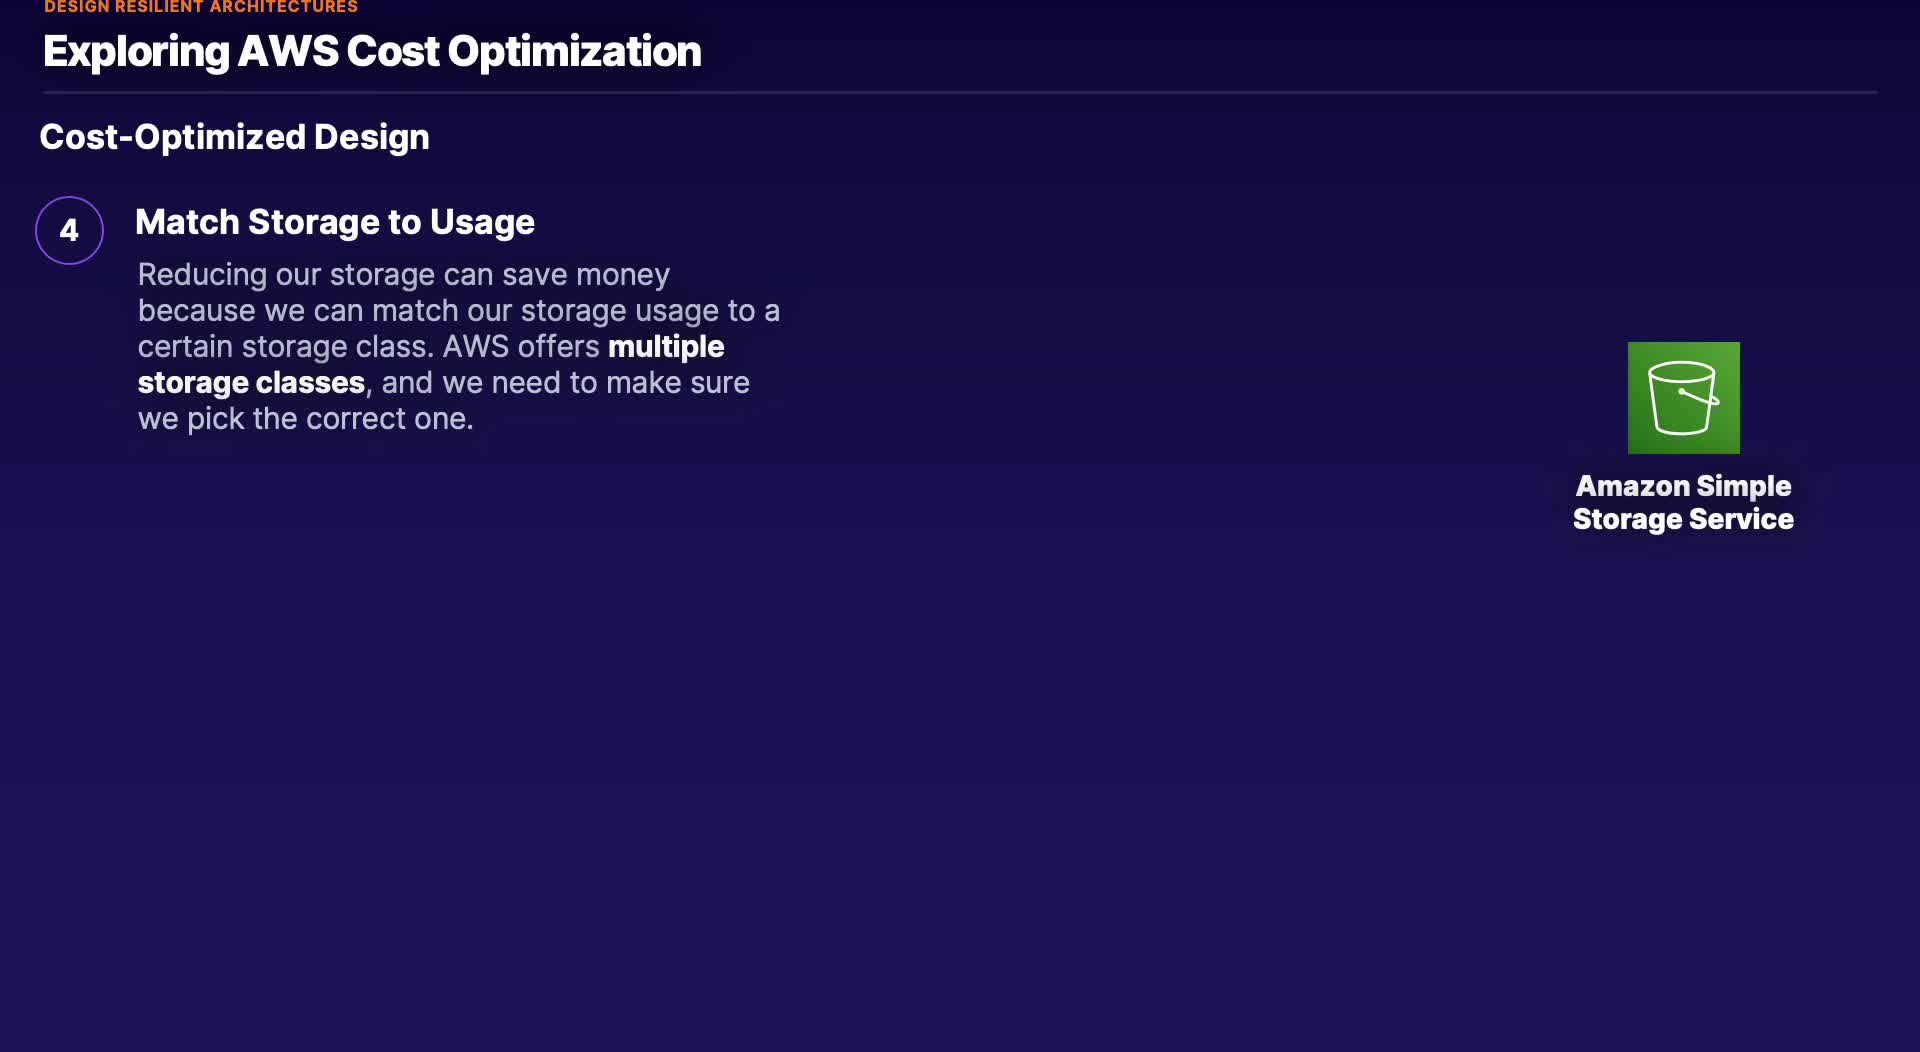 DESIGN RESILIENT ARCHITECTURES
Exploring AWS Cost Optimization
Cost-Optimized Design
4
Match Storage to Usage
Reducing our storage can save money
because we can match our storage usage to a
certain storage class. AWS offers multiple
storage classes, and we need to make sure
we pick the correct one.
Amazon Simple
Storage Service